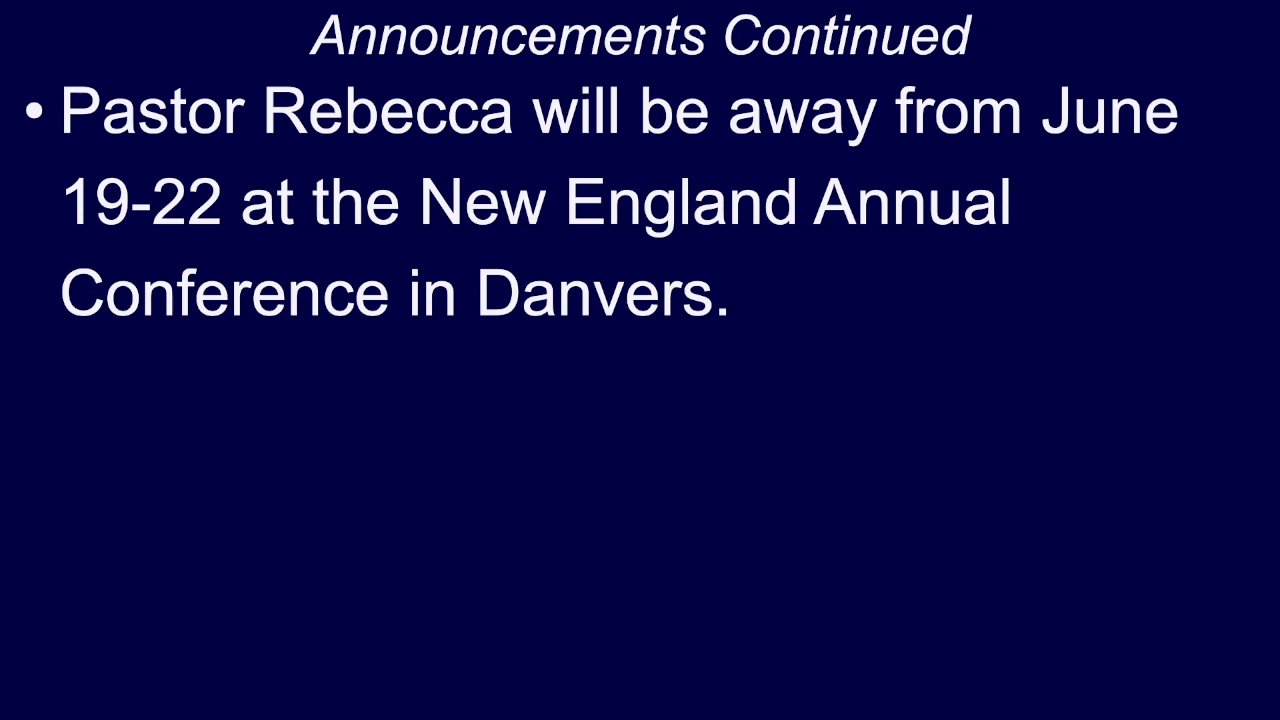 Announcements Continued
• Pastor Rebecca will be away from June
19-22 at the New England Annual
Conference in Danvers.